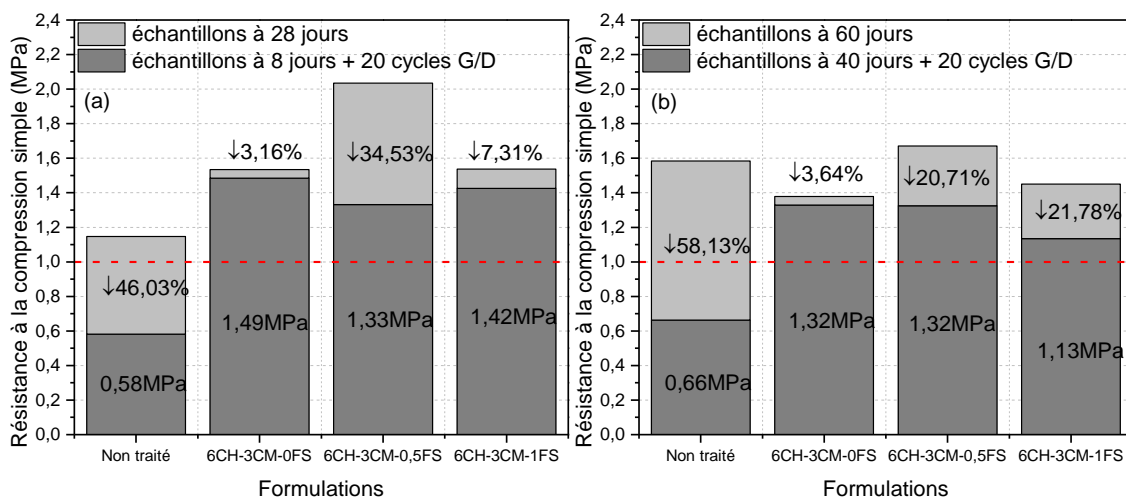 Résistance à la compression simple (MPa)
2,4
2,2
2,0
1,8
1,6
1,4
1,2
1,0
0,8
0,6
0,4
0,2
0,0
échantillons à 28 jours
échantillons à 8 jours + 20 cycles G/D
(a)
↓46,03%
↓3,16%
↓34,53%
↓7,31%
0,58MPa
1,49MPa
1,33MPa
1,42MPa
Non traité 6CH-3CM-0FS 6CH-3CM-0,5FS 6CH-3CM-1FS
Formulations
Résistance à la compression simple (MPa)
2,4
2,2
2,0
1,8
1,6
1,4
1,2
1,0
0,8
0,6
0,4
0,2
0,0
échantillons à 60 jours
échantillons à 40 jours + 20 cycles G/D
(b)
↓58,13%
↓3,64%
↓20,71%
↓21,78%
0,66MPa
1,32MPa
1,32MPa
1,13MPa
Non traité 6CH-3CM-0FS 6CH-3CM-0,5FS 6CH-3CM-1FS
Formulations